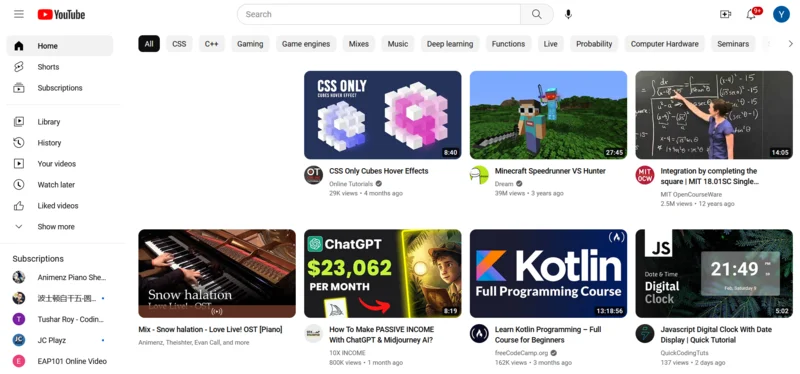 YouTube
Search
9+
Y
Home
Shorts
Subscriptions
Library
History
Your videos
Watch later
Liked videos
Show more
Subscriptions
Animenz Piano She...
Tushar Roy - Codin...
JC Playz
EAP101 Online Video
All
CSS
C++
Gaming
Game engines
Mixes
Music
Deep learning
Functions
Live
Probability
Computer Hardware
Seminars
CSS ONLY
CUBES HOVER EFFECT
8:40
CSS Only Cubes Hover Effects
Online Tutorials
29K views • 4 months ago
27:45
Minecraft Speedrunner VS Hunter
Dream
39M views • 3 years ago
14:05
MIT
OCW
Integration by completing the
square | MIT 18.01SC Single...
MIT OpenCourseWare
2.5M views • 12 years ago
Snow halation
Love Live! OST
Mix - Snow halation - Love Live! OST [Piano]
Animenz, Theishter, Evan Call, and more
ChatGPT
$23,062
PER MONTH
8:19
How To Make PASSIVE INCOME
With ChatGPT & Midjourney AI?
10X INCOME
800K views • 1 month ago
Kotlin
Full Programming Course
13:18:56
Learn Kotlin Programming – Full
Course for Beginners
freeCodeCamp.org
162K views • 3 months ago
JS
Date & Time
Digital
Clock
21:49
5:02
Javascript Digital Clock With Date
Display | Quick Tutorial
QuickCodingTuts
137 views • 2 days ago